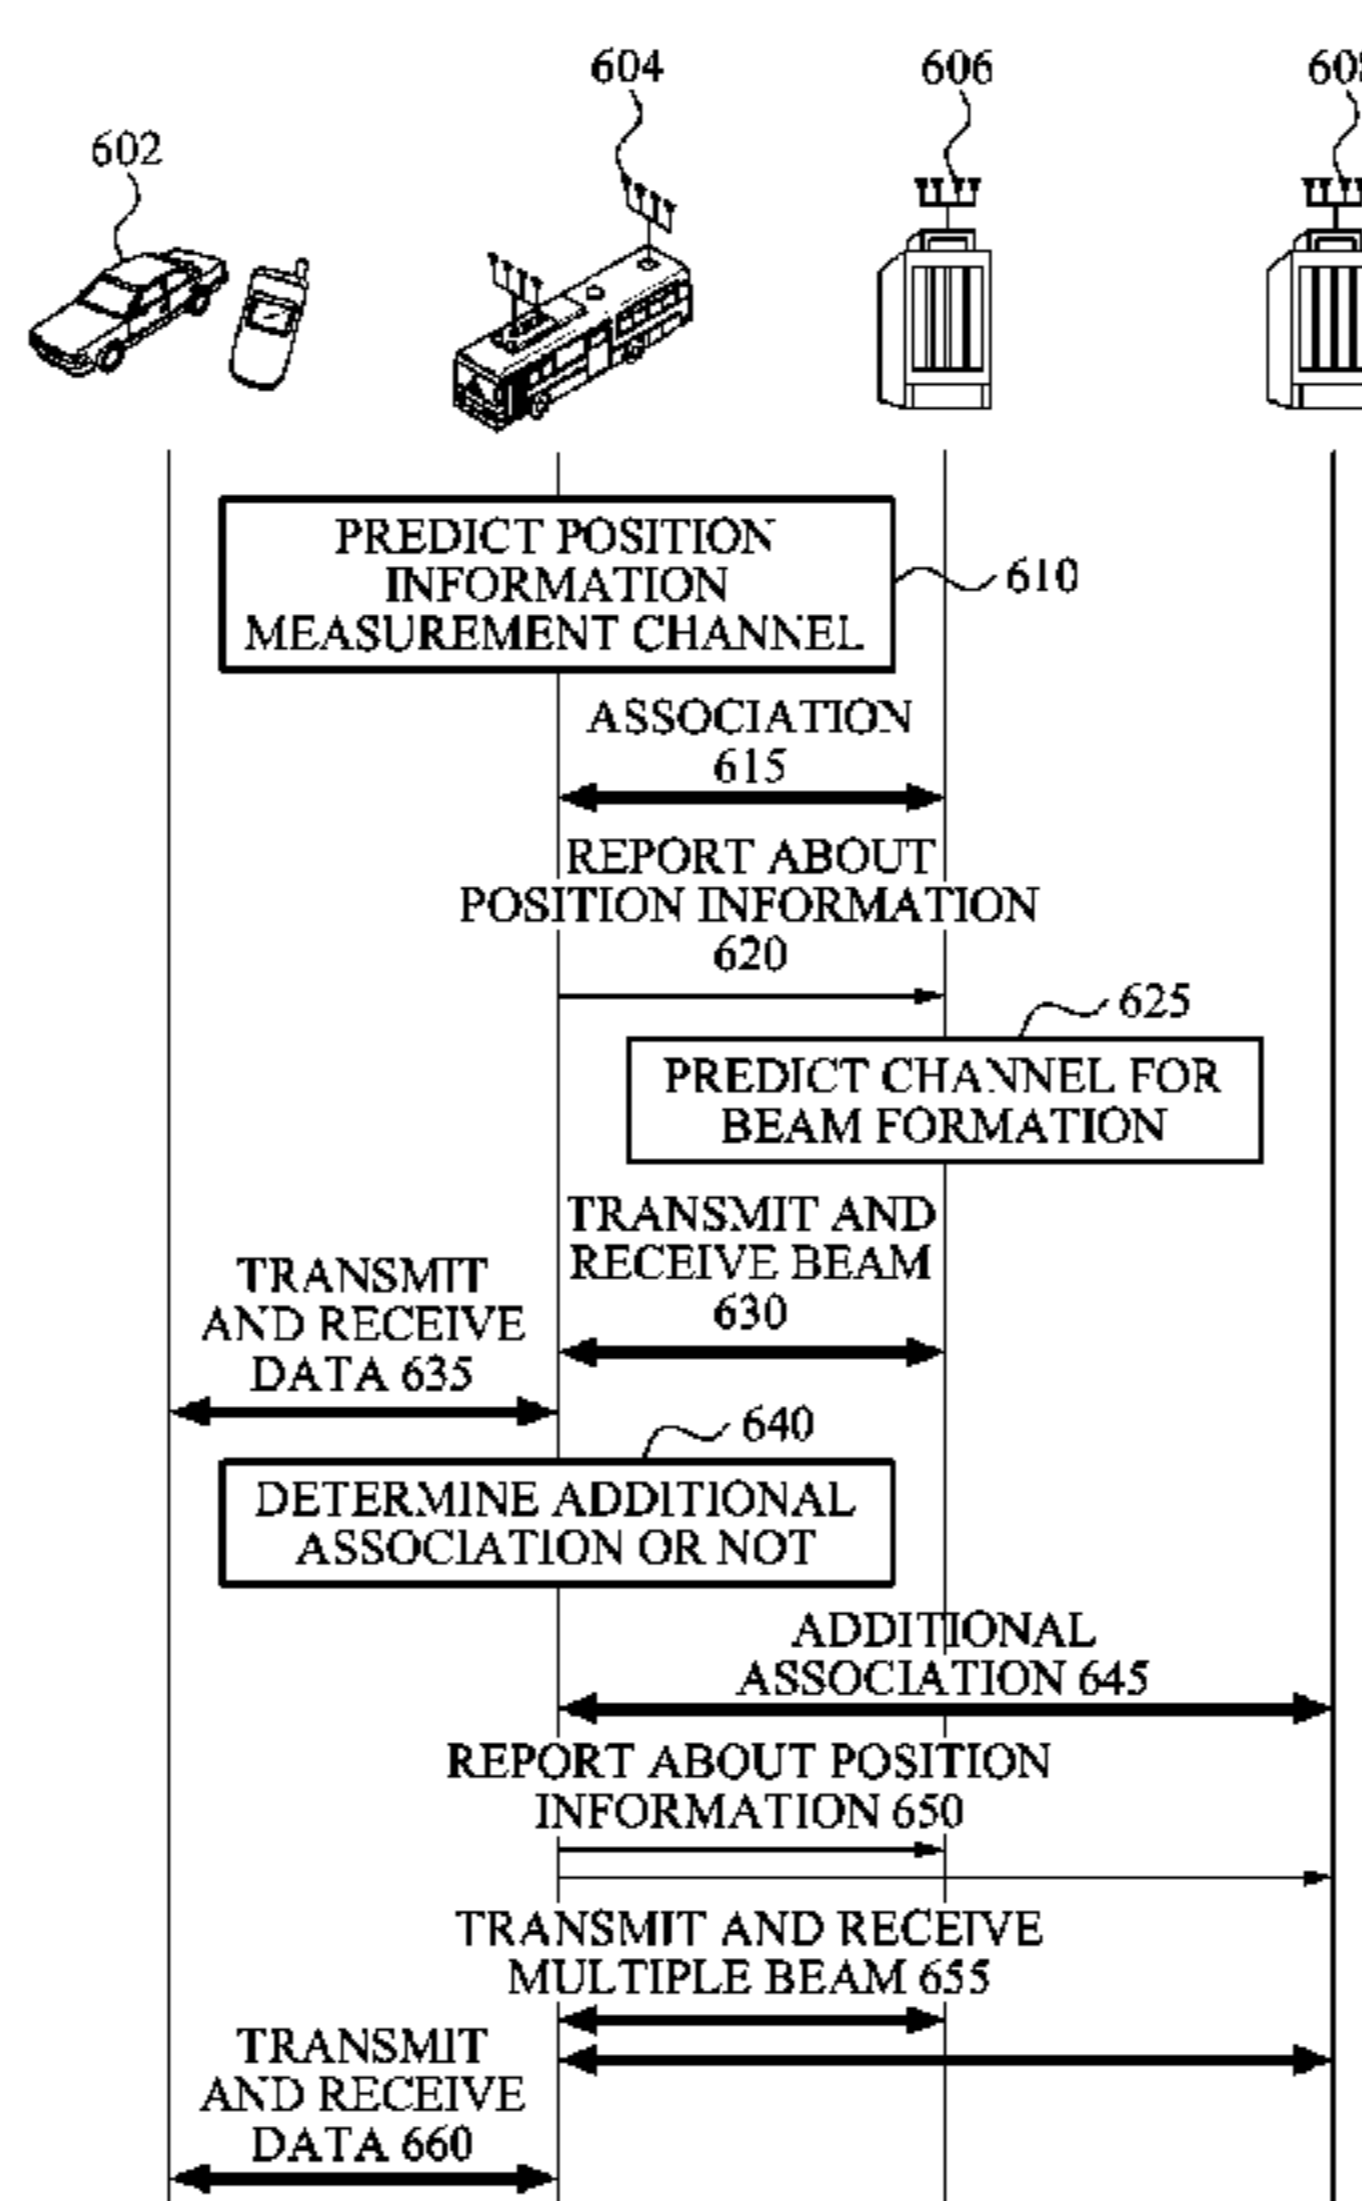 604
606
602
PREDICT POSITION
INFORMATION
MEASUREMENT CHANNEL
610
ASSOCIATION
615
REPORT ABOUT
POSITION INFORMATION
620
625
PREDICT CHANNEL FOR
BEAM FORMATION
TRANSMIT AND
RECEIVE BEAM
630
TRANSMIT
AND RECEIVE
DATA 635
640
DETERMINE ADDITIONAL
ASSOCIATION OR NOT
ADDITIONAL
ASSOCIATION 645
REPORT ABOUT POSITION
INFORMATION 650
TRANSMIT AND RECEIVE
MULTIPLE BEAM 655
TRANSMIT
AND RECEIVE
DATA 660